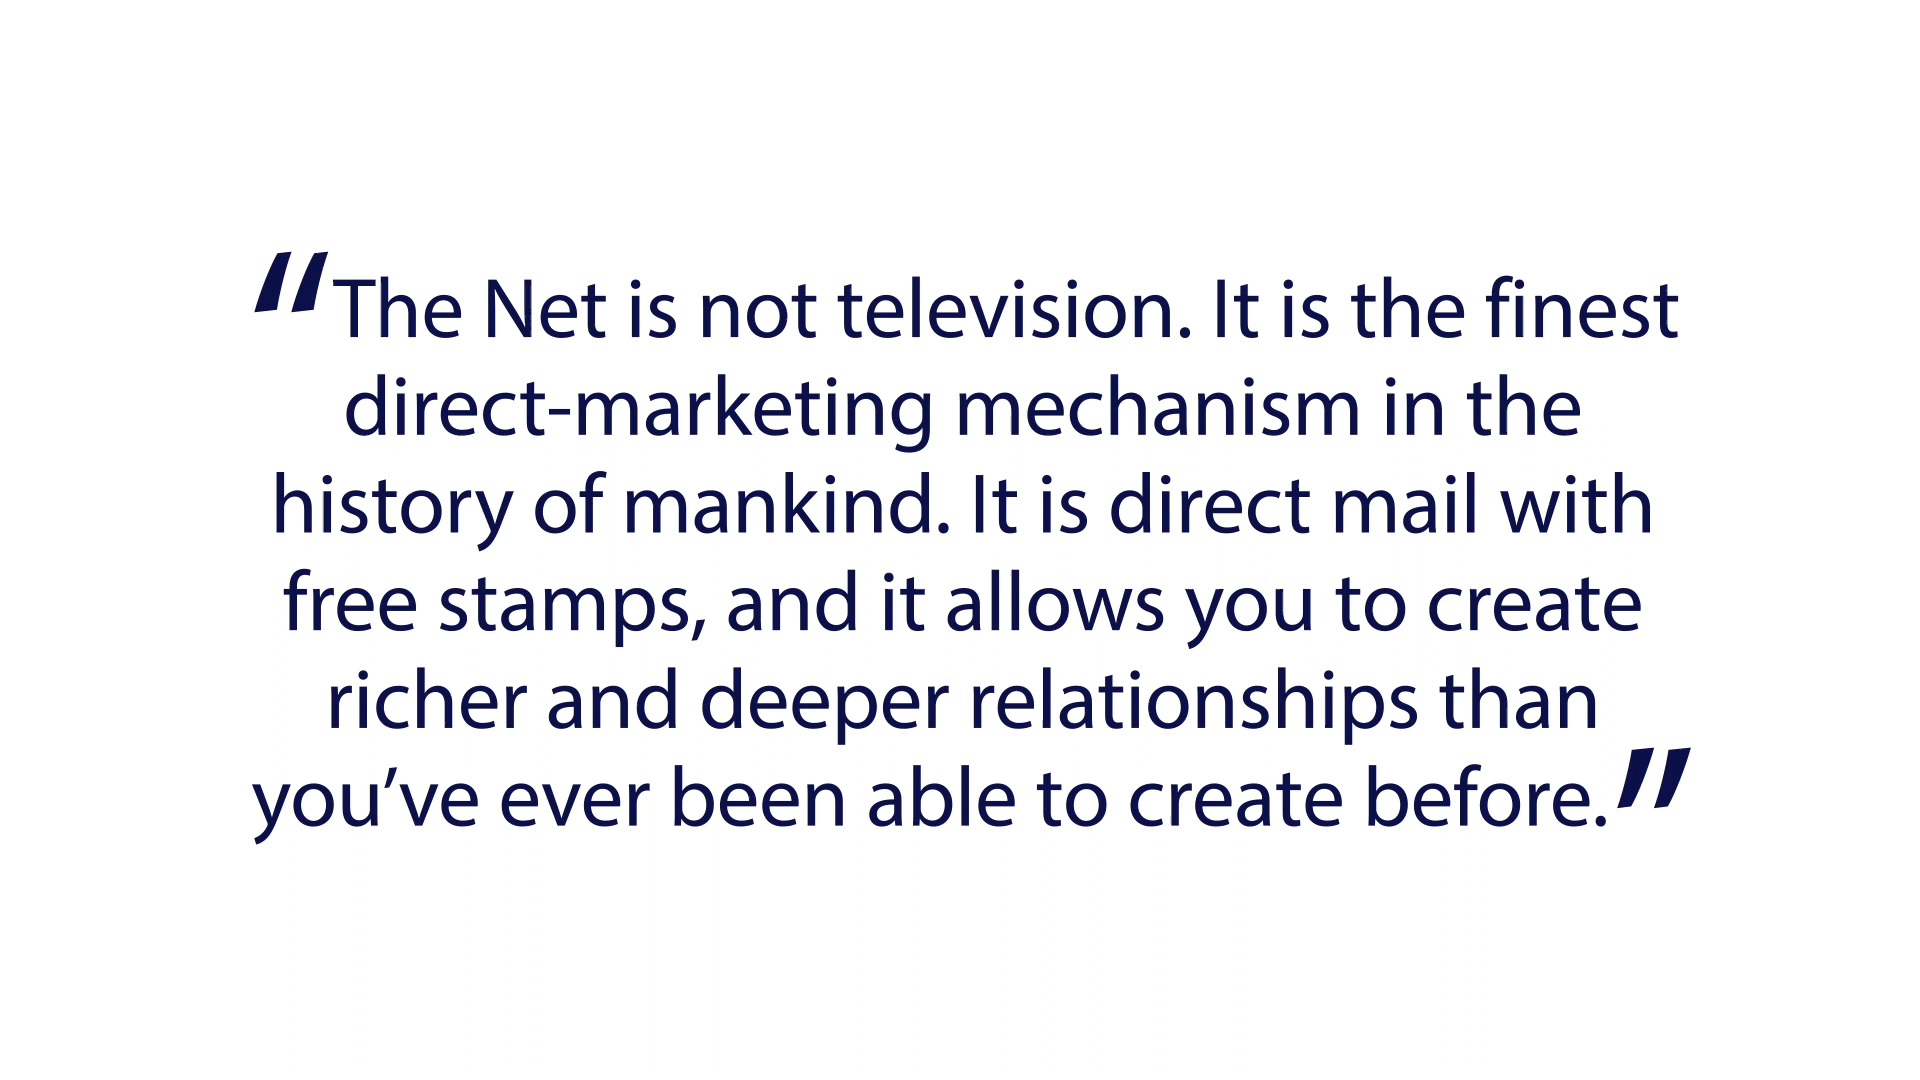 “The Net is not television. It is the finest
direct-marketing mechanism in the
history of mankind. It is direct mail with
free stamps, and it allows you to create
richer and deeper relationships than
you’ve ever been able to create before.”